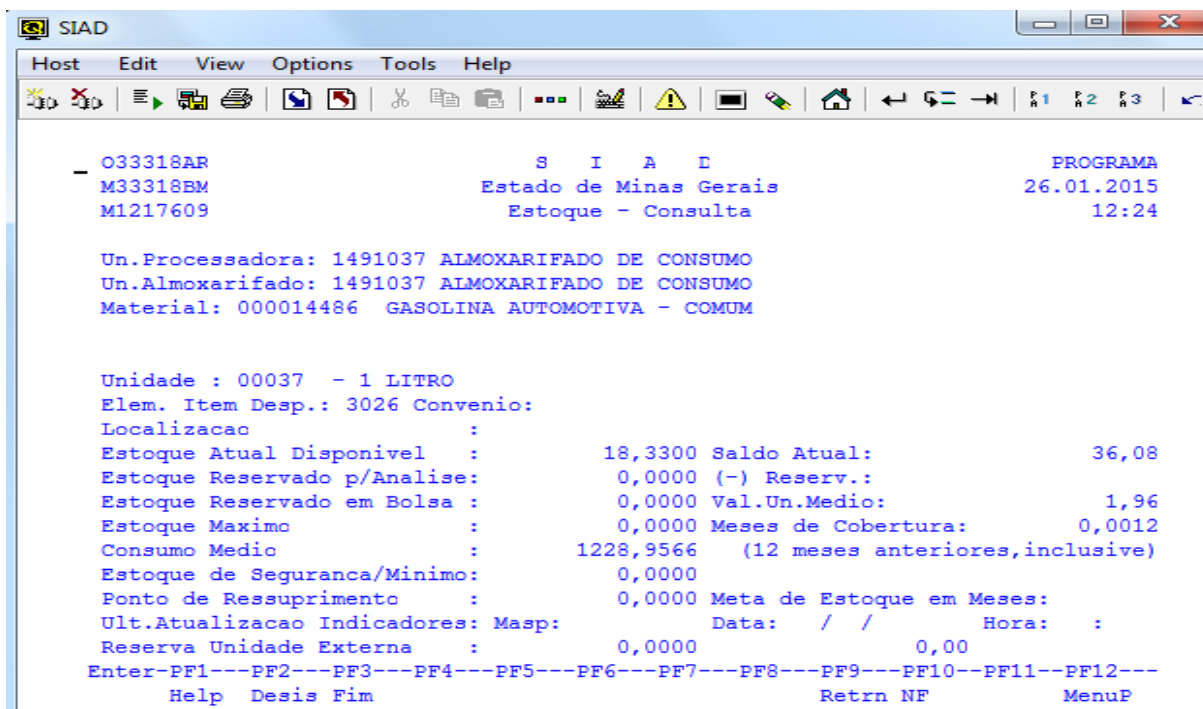 SIAD
Host Edit View Options Tools Help
PA1 PA2 PA3
O33318AR S I A D PROGRAMA
M33318BM Estado de Minas Gerais 26.01.2015
M1217609 Estoque - Consulta 12:24
Un.Processadora: 1491037 ALMOXARIFADO DE CONSUMO
Un.Almoxarifado: 1491037 ALMOXARIFADO DE CONSUMO
Material: 000014486 GASOLINA AUTOMOTIVA - COMUM
Unidade : 00037 - 1 LITRO
Elem. Item Desp.: 3026 Convenio:
Localizacao :
Estoque Atual Disponivel : 18,3300 Saldo Atual: 36,08
Estoque Reservado p/Analise: 0,0000 (-) Reserv.:
Estoque Reservado em Bolsa : 0,0000 Val.Un.Medio: 1,96
Estoque Maximo : 0,0000 Meses de Cobertura: 0,0012
Consumo Medio : 1228,9566 (12 meses anteriores,inclusive)
Estoque de Seguranca/Minimo: 0,0000
Ponto de Ressuprimento : 0,0000 Meta de Estoque em Meses:
Ult.Atualizacao Indicadores: Masp: Data: / / Hora: :
Reserva Unidade Externa : 0,0000 0,00
Enter-PF1---PF2---PF3---PF4---PF5---PF6---PF7---PF8---PF9---PF10--PF11--PF12---
Help Desis Fim Retrn NF MenuP